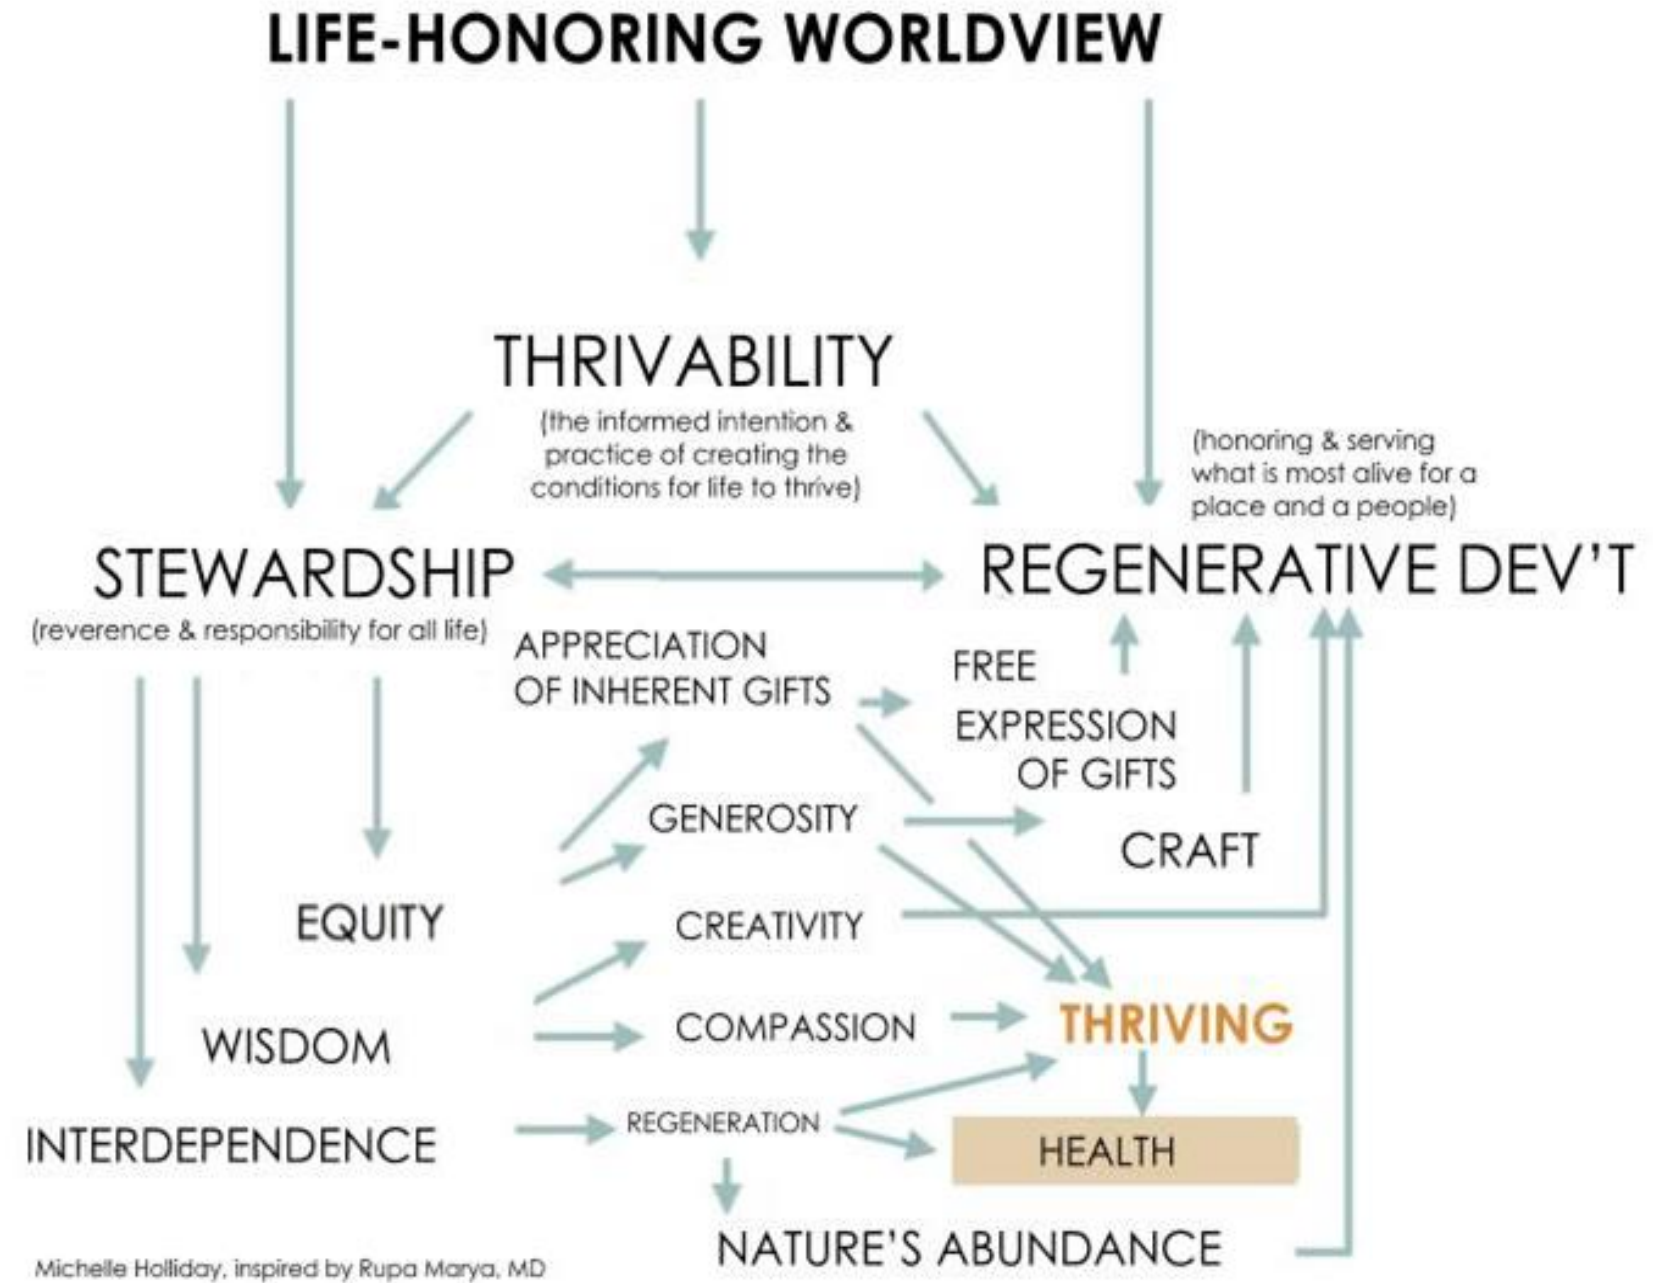 LIFE-HONORING WORLDVIEW
THRIVABILITY
(the informed intention &
practice of creating the
conditions for life to thrive)
(honoring & serving
what is most alive for a
place and a people)
STEWARDSHIP
(reverence & responsibility for all life)
REGENERATIVE DEV'T
APPRECIATION
OF INHERENT GIFTS
FREE
EXPRESSION
OF GIFTS
GENEROSITY
CRAFT
EQUITY
CREATIVITY
WISDOM
COMPASSION
THRIVING
INTERDEPENDENCE
REGENERATION
HEALTH
NATURE'S ABUNDANCE
Michelle Holliday, inspired by Rupa Marya, MD